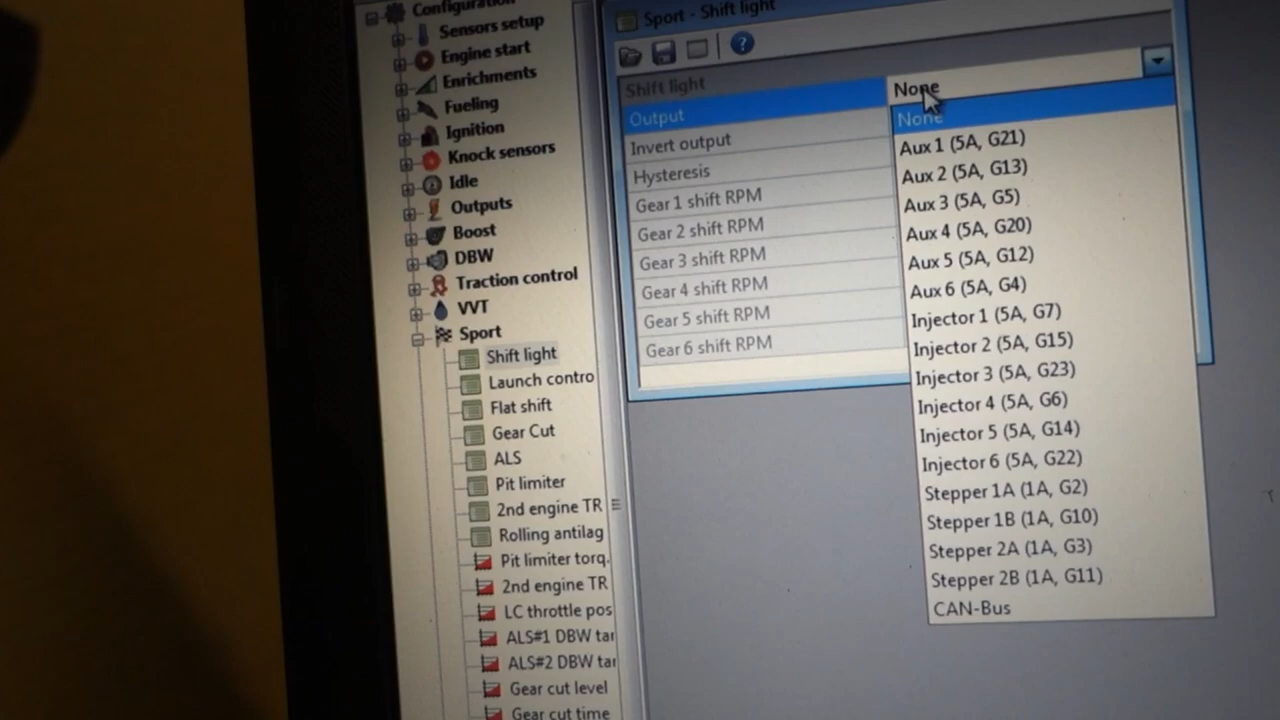 Configuration
Sensors setup
Engine start
Enrichments
Fueling
Ignition
Knock sensors
Idle
Outputs
Boost
DBW
Traction control
VVT
Sport
Shift light
Launch contro
Flat shift
Gear Cut
ALS
Pit limiter
2nd engine TR
Rolling antilag
Pit limiter torq.
2nd engine TR
LC throttle pos
ALS#1 DBW tar
ALS#2 DBW tar
Gear cut level
Gear cut time
Sport - Shift light
Shift light
Output
Invert output
Hysteresis
Gear 1 shift RPM
Gear 2 shift RPM
Gear 3 shift RPM
Gear 4 shift RPM
Gear 5 shift RPM
Gear 6 shift RPM
None
None
Aux 1 (5A, G21)
Aux 2 (5A, G13)
Aux 3 (5A, G5)
Aux 4 (5A, G20)
Aux 5 (5A, G12)
Aux 6 (5A, G4)
Injector 1 (5A, G7)
Injector 2 (5A, G15)
Injector 3 (5A, G23)
Injector 4 (5A, G6)
Injector 5 (5A, G14)
Injector 6 (5A, G22)
Stepper 1A (1A, G2)
Stepper 1B (1A, G10)
Stepper 2A (1A, G3)
Stepper 2B (1A, G11)
CAN-Bus